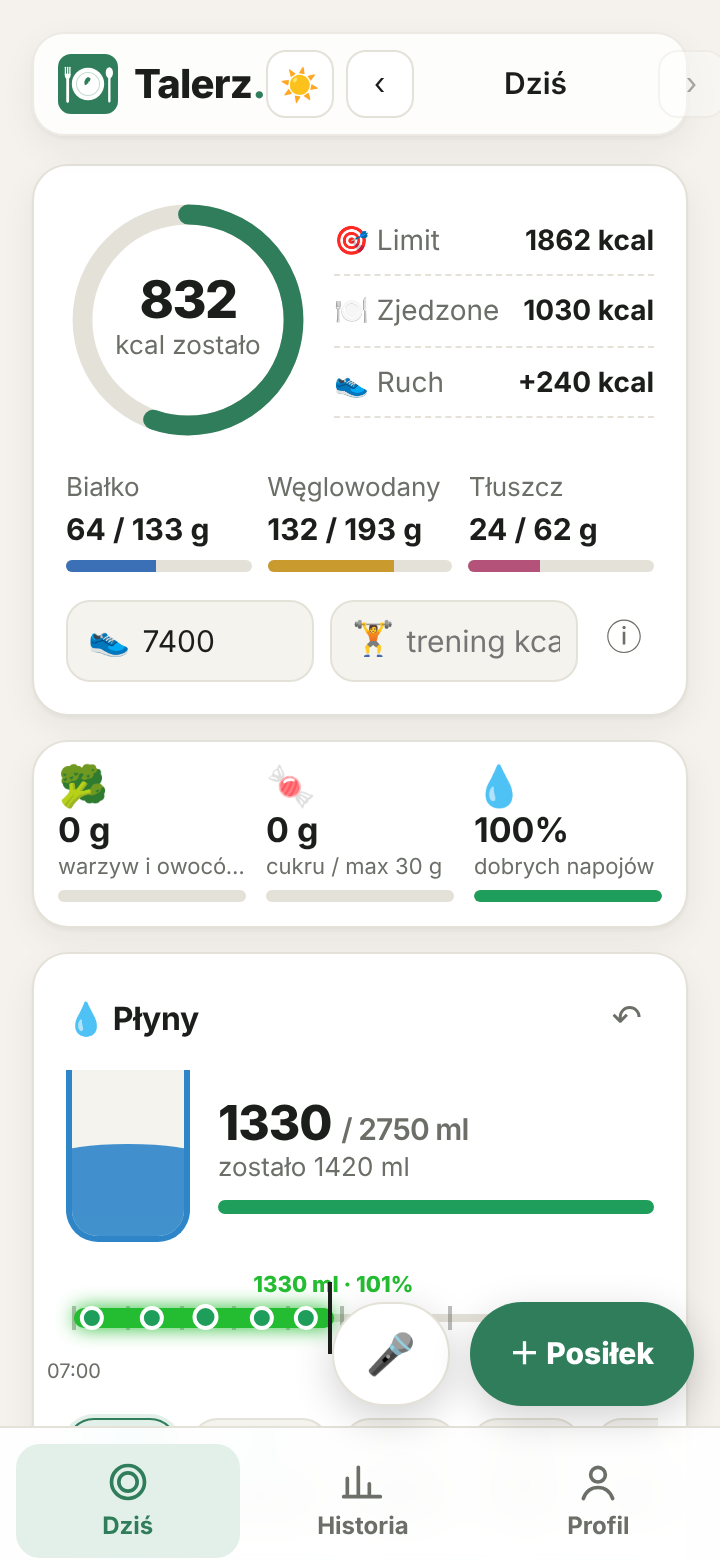 Talerz.
☀️ ‹ Dziś ›
832
kcal zostało
🎯 Limit 1862 kcal
🍽️ Zjedzone 1030 kcal
👟 Ruch +240 kcal
Białko Węglowodany Tłuszcz
64 / 133 g 132 / 193 g 24 / 62 g
👟 7400 🏋️ trening kca ⓘ
🥦 🍬 💧
0 g 0 g 100%
warzyw i owocó... cukru / max 30 g dobrych napojów
💧 Płyny ↶
1330 / 2750 ml
zostało 1420 ml
1330 ml · 101%
07:00
🎤 + Posiłek
Dziś Historia Profil